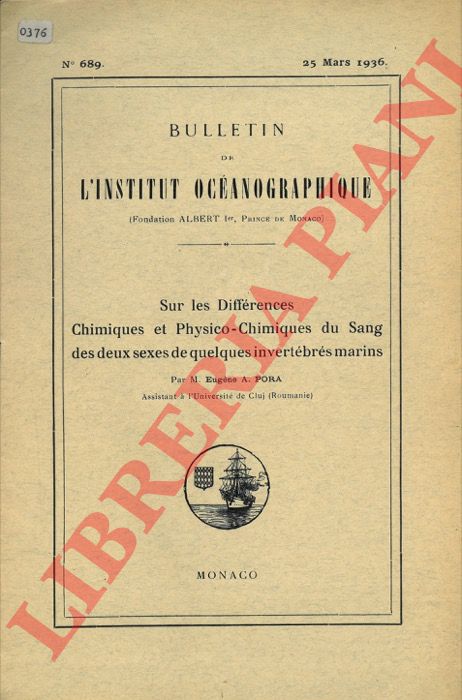 0376
N° 689. 25 Mars 1936.
BULLETIN
DE
L'INSTITUT OCÉANOGRAPHIQUE
(Fondation ALBERT Ier, PRINCE DE MONACO)
Sur les Différences
Chimiques et Physico-Chimiques du Sang
des deux sexes de quelques invertébrés marins
Par M. Eugène A. PORA
Assistant à l'Université de Cluj (Roumanie)
MONACO
LIBRERIA PIANI